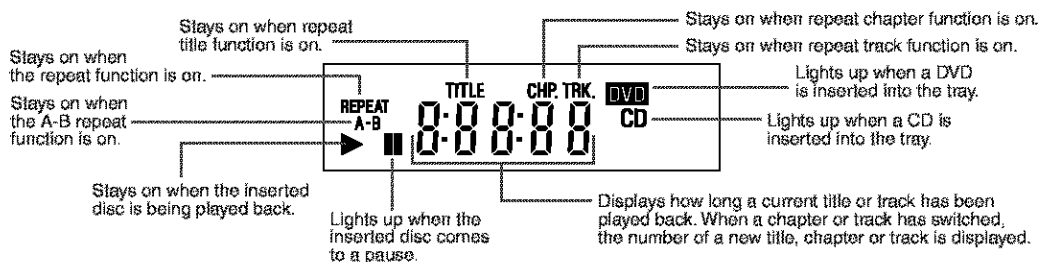 Stays on when repeat
title function is on.
Stays on when repeat chapter function is on.
Stays on when repeat track function is on.
Stays on when
the repeat function is on.
Lights up when a DVD
is inserted into the tray.
Stays on when
the A-B repeat
function is on.
Lights up when a CD is
inserted into the tray.
TITLE CHP. TRK. DVD
REPEAT
A-B
CD
8:88:88
Stays on when the inserted
disc is being played back.
Lights up when the
inserted disc comes
to a pause.
Displays how long a current title or track has been
played back. When a chapter or track has switched,
the number of a new title, chapter or track is displayed.